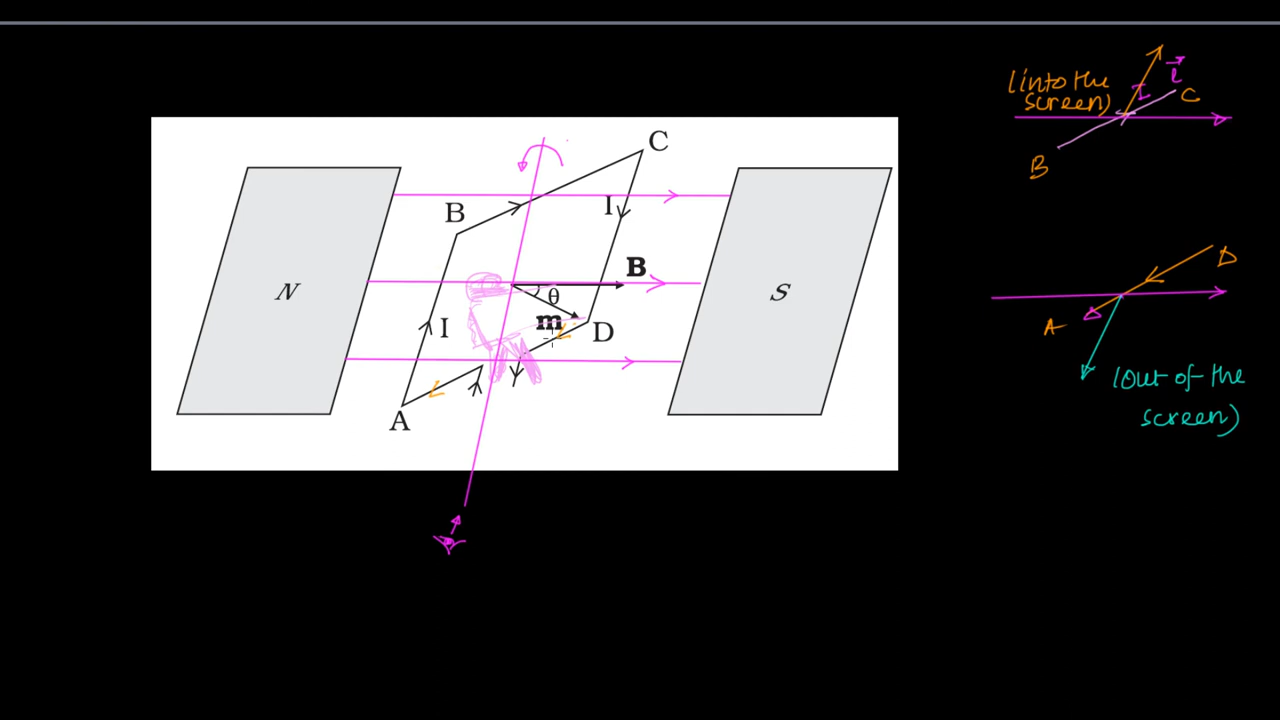 (into the
screen)
I
l
C
B
N
B
C
I
B
θ
m
D
I
A
S
D
A
(out of the
screen)